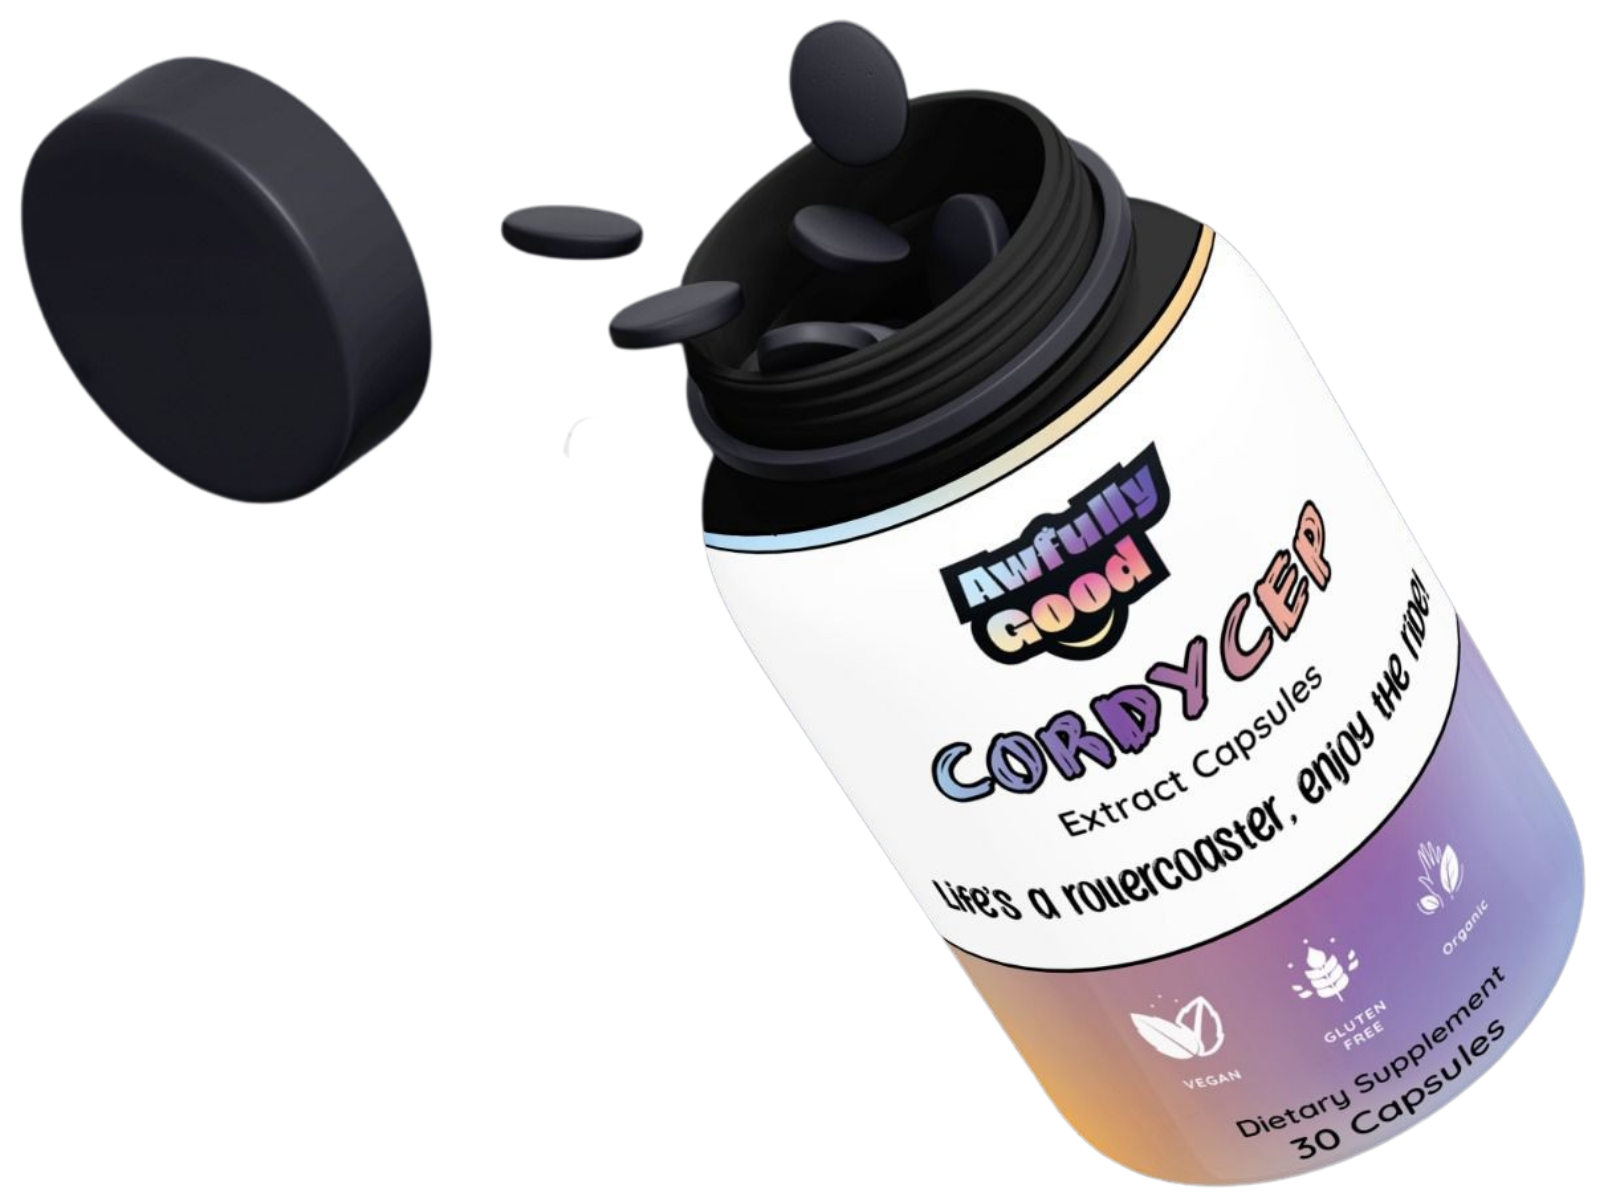 Awfully
Good
CORDYCEP
Extract Capsules
Life's a rollercoaster, enjoy the ride!
VEGAN
GLUTEN
FREE
Organic
Dietary Supplement
30 Capsules